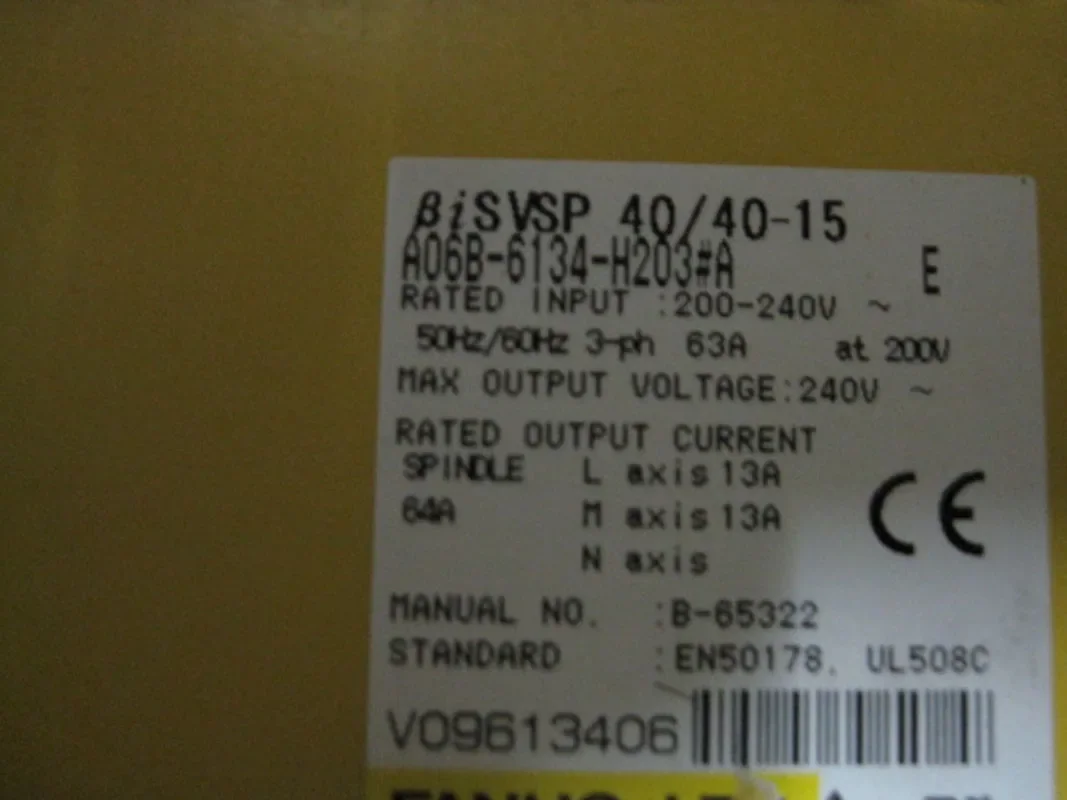 βiSVSP 40/40-15
A06B-6134-H203#A E
RATED INPUT :200-240V ~
50Hz/60Hz 3-ph 63A at 200V
MAX OUTPUT VOLTAGE:240V ~
RATED OUTPUT CURRENT
SPINDLE L axis 13A
64A M axis 13A
N axis
CE
MANUAL NO. :B-65322
STANDARD :EN50178. UL508C
V09613406
FANUC